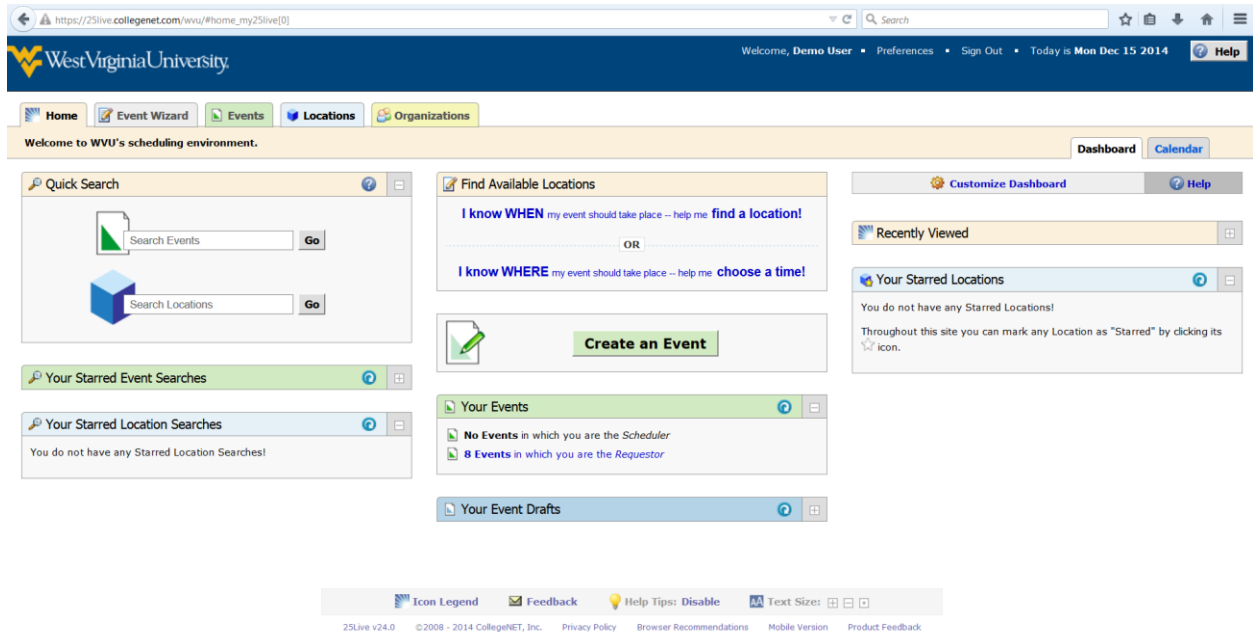 https://25live.collegenet.com/wvu/#home_my25live[0]
Search
WestVirginiaUniversity.
Welcome, Demo User ▪ Preferences ▪ Sign Out ▪ Today is Mon Dec 15 2014
Help
Home
Event Wizard
Events
Locations
Organizations
Welcome to WVU's scheduling environment.
Dashboard
Calendar
Quick Search
Search Events
Go
Search Locations
Go
Your Starred Event Searches
Your Starred Location Searches
You do not have any Starred Location Searches!
Find Available Locations
I know WHEN my event should take place -- help me find a location!
OR
I know WHERE my event should take place -- help me choose a time!
Create an Event
Your Events
No Events in which you are the Scheduler
8 Events in which you are the Requestor
Your Event Drafts
Customize Dashboard
Help
Recently Viewed
Your Starred Locations
You do not have any Starred Locations!
Throughout this site you can mark any Location as "Starred" by clicking its
icon.
Icon Legend
Feedback
Help Tips: Disable
Text Size:
25Live v24.0 ©2008 - 2014 CollegeNET, Inc. Privacy Policy Browser Recommendations Mobile Version Product Feedback